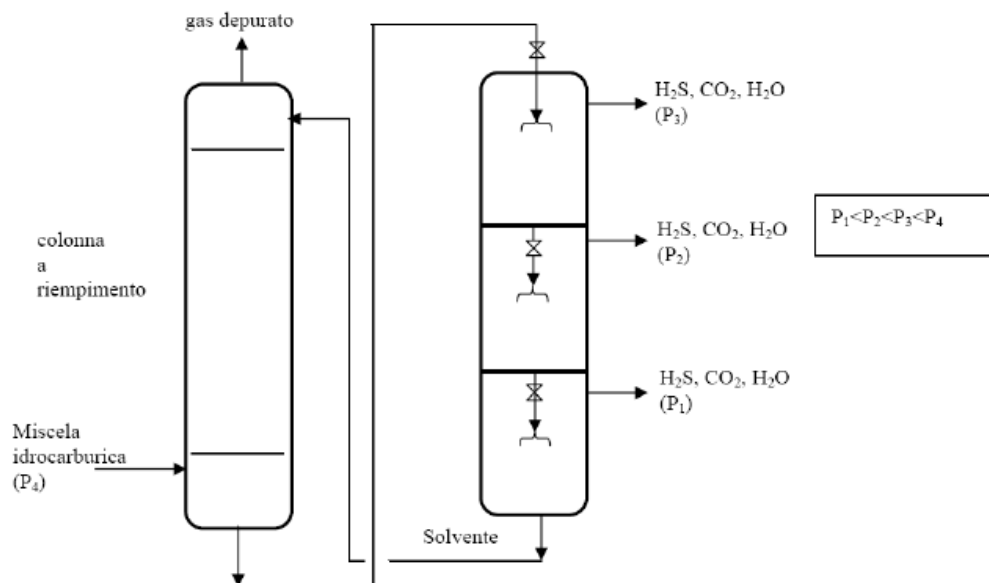 gas depurato
H₂S, CO₂, H₂O
(P₃)
P₁<P₂<P₃<P₄
H₂S, CO₂, H₂O
(P₂)
colonna
a
riempimento
H₂S, CO₂, H₂O
(P₁)
Miscela
idrocarburica
(P₄)
Solvente